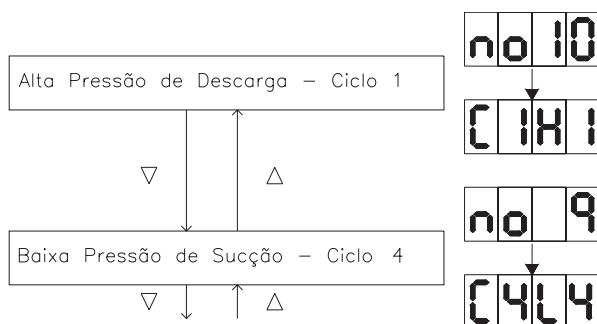 no 10
Alta Pressão de Descarga – Ciclo 1
C1H1
▽ △
no 9
Baixa Pressão de Sucção – Ciclo 4
C4L4
▽ △